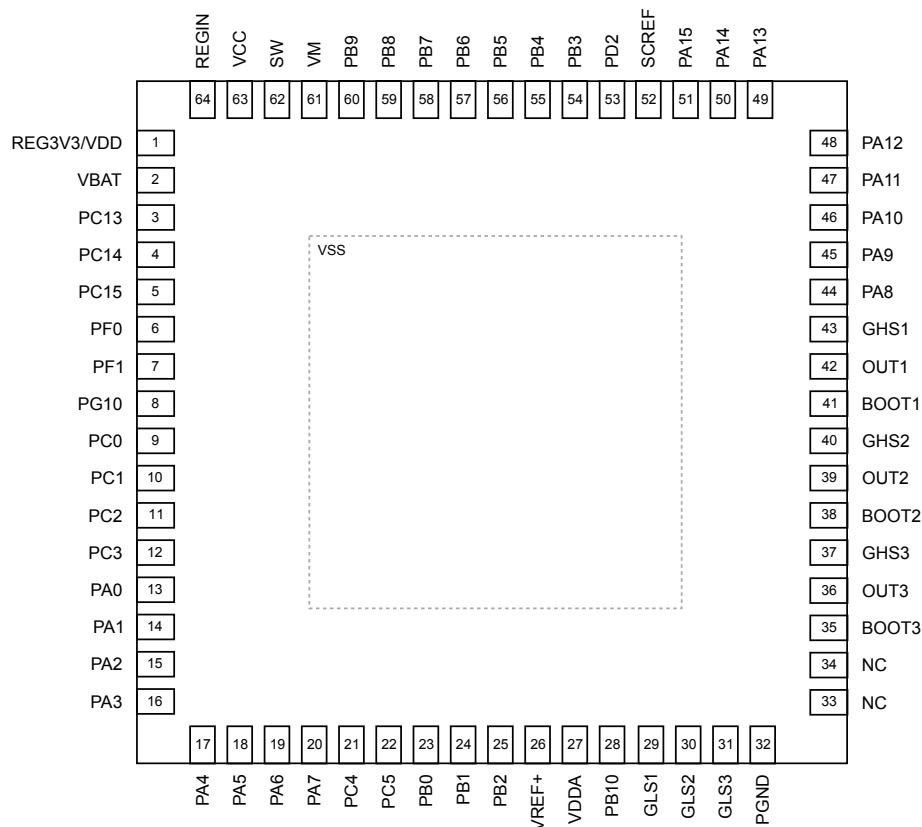 REGIN VCC SW VM PB9 PB8 PB7 PB6 PB5 PB4 PB3 PD2 SCREF PA15 PA14 PA13
64 63 62 61 60 59 58 57 56 55 54 53 52 51 50 49
REG3V3/VDD 1 48 PA12
VBAT 2 47 PA11
PC13 3 46 PA10
VSS
PC14 4 45 PA9
PC15 5 44 PA8
PF0 6 43 GHS1
PF1 7 42 OUT1
PG10 8 41 BOOT1
PC0 9 40 GHS2
PC1 10 39 OUT2
PC2 11 38 BOOT2
PC3 12 37 GHS3
PA0 13 36 OUT3
PA1 14 35 BOOT3
PA2 15 34 NC
PA3 16 33 NC
17 18 19 20 21 22 23 24 25 26 27 28 29 30 31 32
PA4 PA5 PA6 PA7 PC4 PC5 PB0 PB1 PB2 VREF+ VDDA PB10 GLS1 GLS2 GLS3 PGND